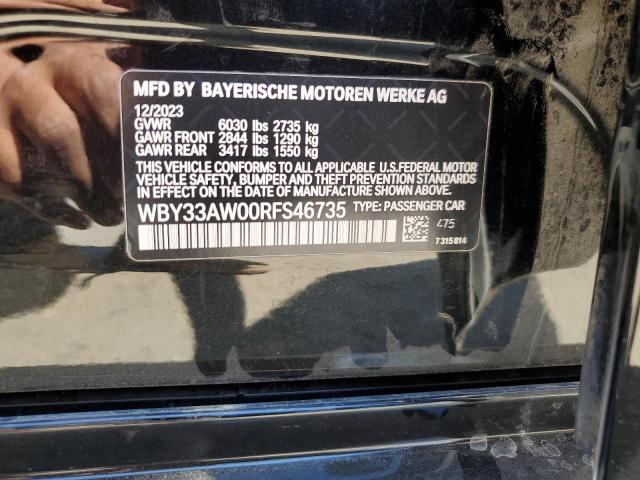 MFD BY BAYERISCHE MOTOREN WERKE AG
12/2023
GVWR 6030 lbs 2735 kg
GAWR FRONT 2844 lbs 1290 kg
GAWR REAR 3417 lbs 1550 kg
THIS VEHICLE CONFORMS TO ALL APPLICABLE U.S.FEDERAL MOTOR
VEHICLE SAFETY, BUMPER AND THEFT PREVENTION STANDARDS
IN EFFECT ON THE DATE OF MANUFACTURE SHOWN ABOVE.
WBY33AW00RFS46735 TYPE: PASSENGER CAR
475
7315814